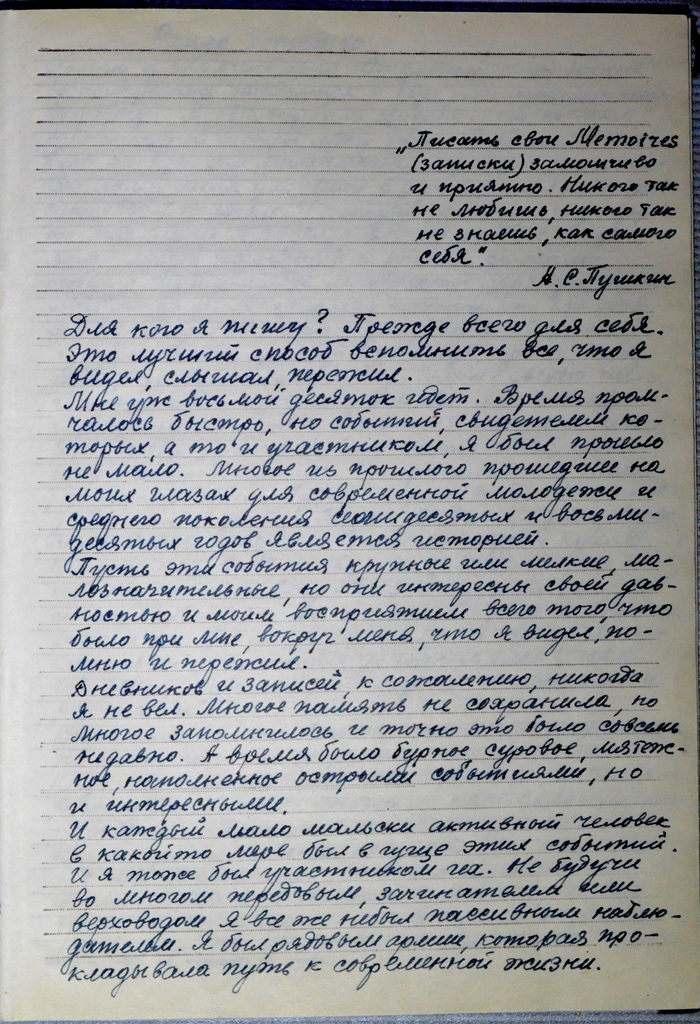 „Писать свои Memoires
(записки) заманчиво
и приятно. Никого так
не любишь, никого так
не знаешь, как самого
себя".
А.С.Пушкин
Для кого я пишу? Прежде всего для себя.
Это лучший способ вспомнить все, что я
видел, слышал, пережил.
Мне уж восьмой десяток идет. Время пром-
чалось быстро, но событий, свидетелем ко-
торых, а то и участником, я был прошло
не мало. Многое из прошлого прошедшие на
моих глазах для современной молодежи и
среднего поколения семидесятых и восьми-
десятых годов является историей.
Пусть эти события крупные или мелкие, ма-
лозначительные, но они интересны своей дав-
ностью и моим восприятием всего того, что
было при мне, вокруг меня, что я видел, по-
мню и пережил.
Дневников и записей, к сожалению, никогда
я не вел. Многое память не сохранила, но
многое запомнилось и точно это было совсем
недавно. А время было бурное, суровое, мятеж-
ное, наполненное острыми событиями, но
и интересными.
И каждый мало мальски активный человек
в какойто мере был в гуще этих событий.
И я тоже был участником их. Не будучи
во многом передовым, зачинателем или
верховодом я все же небыл пассивным наблю-
дателем. Я был рядовым армии, которая про-
кладывала путь к современной жизни.